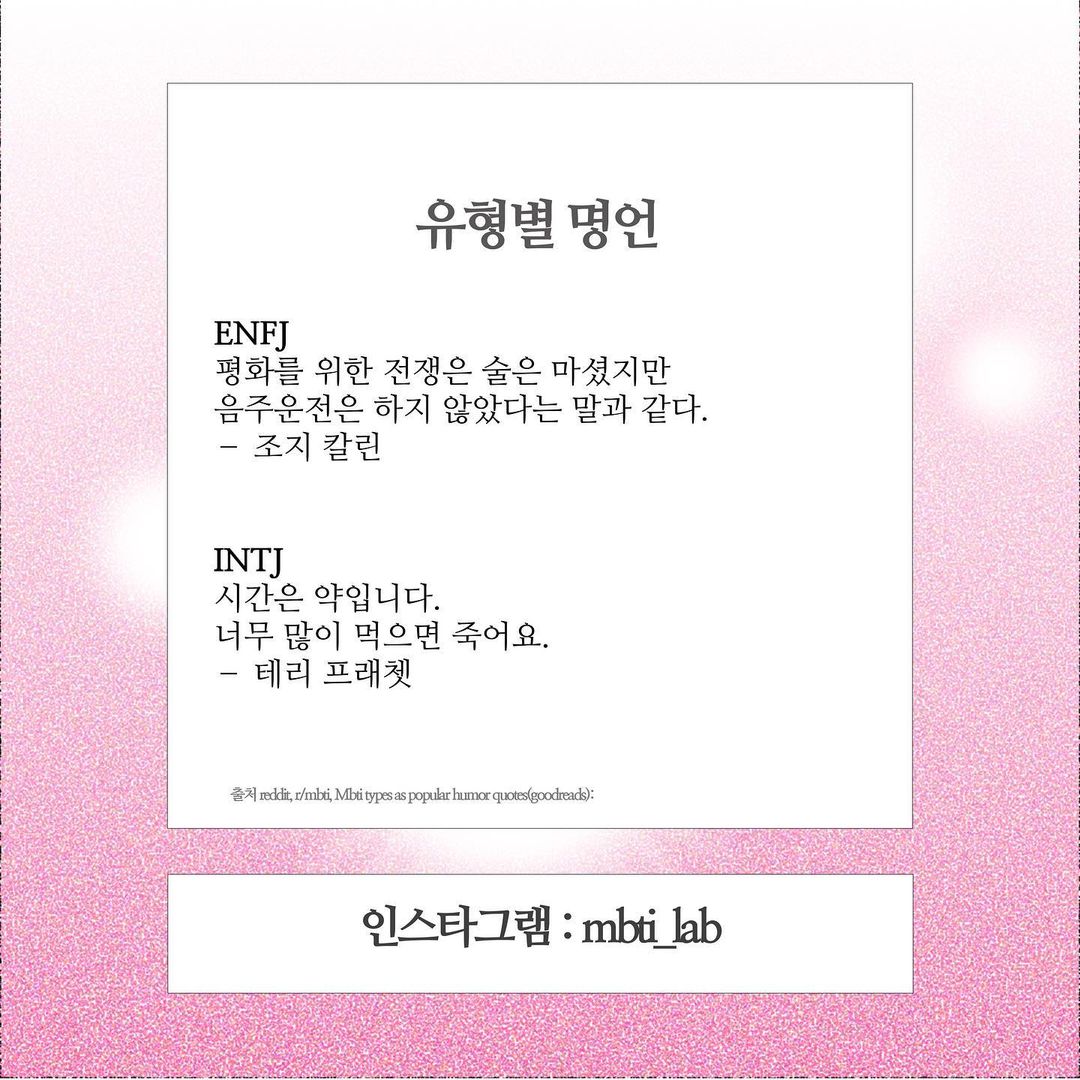 유형별 명언
ENFJ
평화를 위한 전쟁은 술은 마셨지만
음주운전은 하지 않았다는 말과 같다.
- 조지 칼린
INTJ
시간은 약입니다.
너무 많이 먹으면 죽어요.
- 테리 프래쳇
출처 reddit, r/mbti, Mbti types as popular humor quotes(goodreads):
인스타그램 : mbti_lab